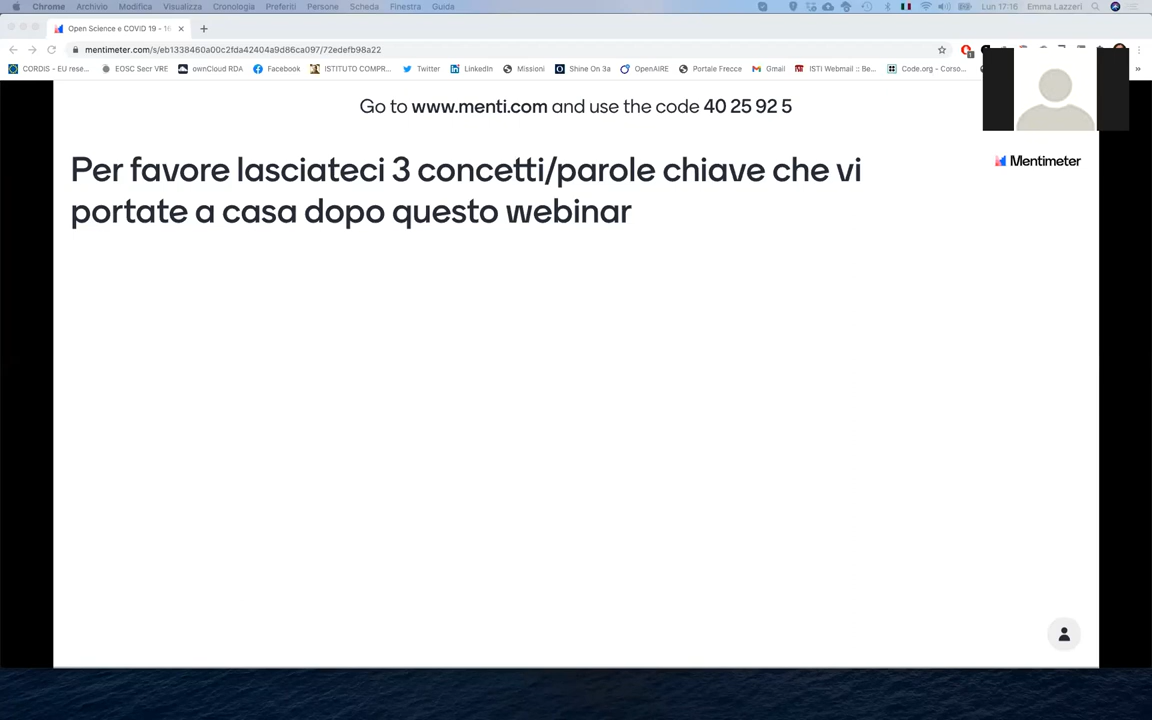 Chrome Archivio Modifica Visualizza Cronologia Preferiti Persone Scheda Finestra Guida Lun 17:16 Emma Lazzeri
Open Science e COVID 19 - 16
mentimeter.com/s/eb1338460a00c2fda42404a9d86ca097/72edefb98a22
CORDIS - EU rese... EOSC Secr VRE ownCloud RDA Facebook ISTITUTO COMPR... Twitter LinkedIn Missioni Shine On 3a OpenAIRE Portale Frecce Gmail ISTI Webmail :: Be... Code.org - Corso... »
Go to www.menti.com and use the code 40 25 92 5
Per favore lasciateci 3 concetti/parole chiave che vi
portate a casa dopo questo webinar
Mentimeter